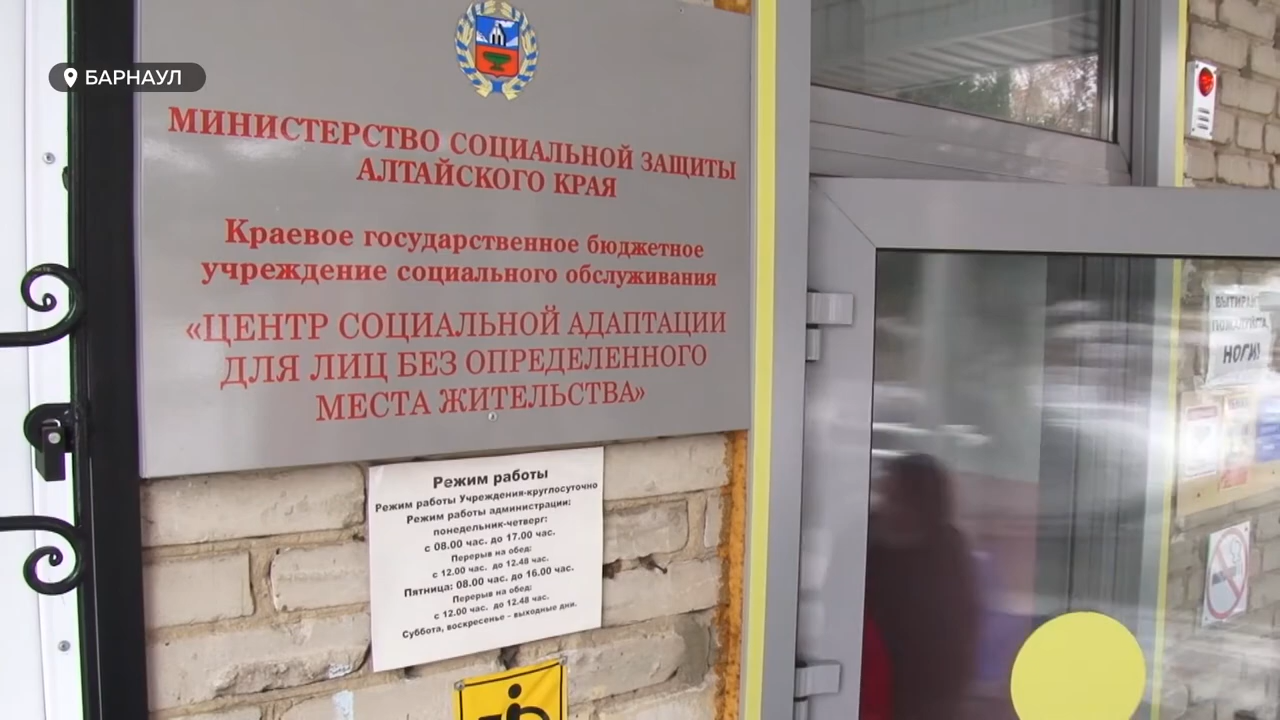 БАРНАУЛ
МИНИСТЕРСТВО СОЦИАЛЬНОЙ ЗАЩИТЫ
АЛТАЙСКОГО КРАЯ
Краевое государственное бюджетное
учреждение социального обслуживания
«ЦЕНТР СОЦИАЛЬНОЙ АДАПТАЦИИ
ДЛЯ ЛИЦ БЕЗ ОПРЕДЕЛЕННОГО
МЕСТА ЖИТЕЛЬСТВА»
Режим работы
Режим работы Учреждения-круглосуточно
Режим работы администрации:
понедельник-четверг:
с 08.00 час. до 17.00 час.
Перерыв на обед:
с 12.00 час. до 12.48 час.
Пятница: 08.00 час. до 16.00 час.
Перерыв на обед:
с 12.00 час. до 12.48 час.
Суббота, воскресенье - выходные дни.
ПОЖАЛУЙСТА,
НОГИ!